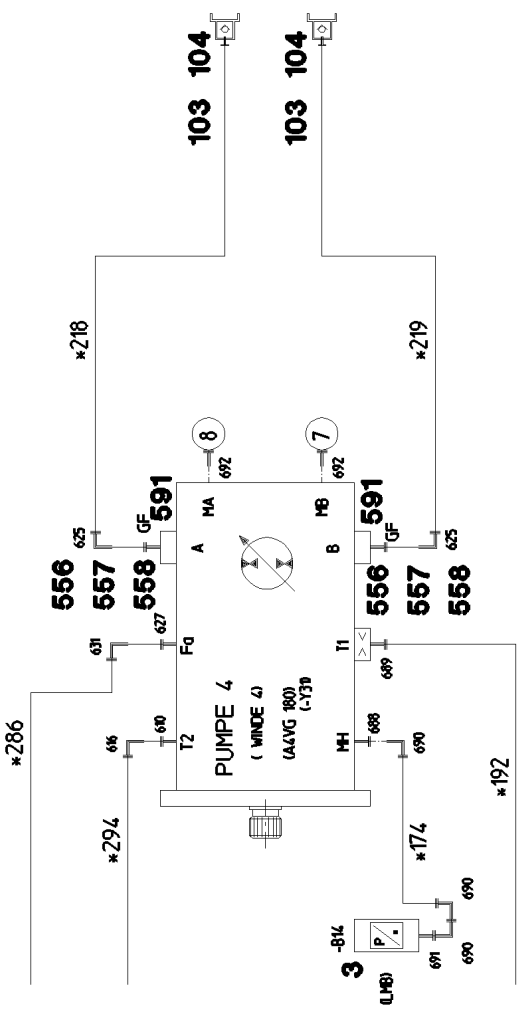 104
103
104
103
*218
*219
8
7
692
692
591
GF
625
556
557
558
MA
A
MB
B
591
GF
625
556
557
558
627
631
Fa
T1
689
*286
616
610
T2
PUMPE 4
( WINDE 4)
(A4VG 180)
(-Y31)
MH
688
690
*294
*174
*192
-B14
3
(LMB)
P
691
690
690